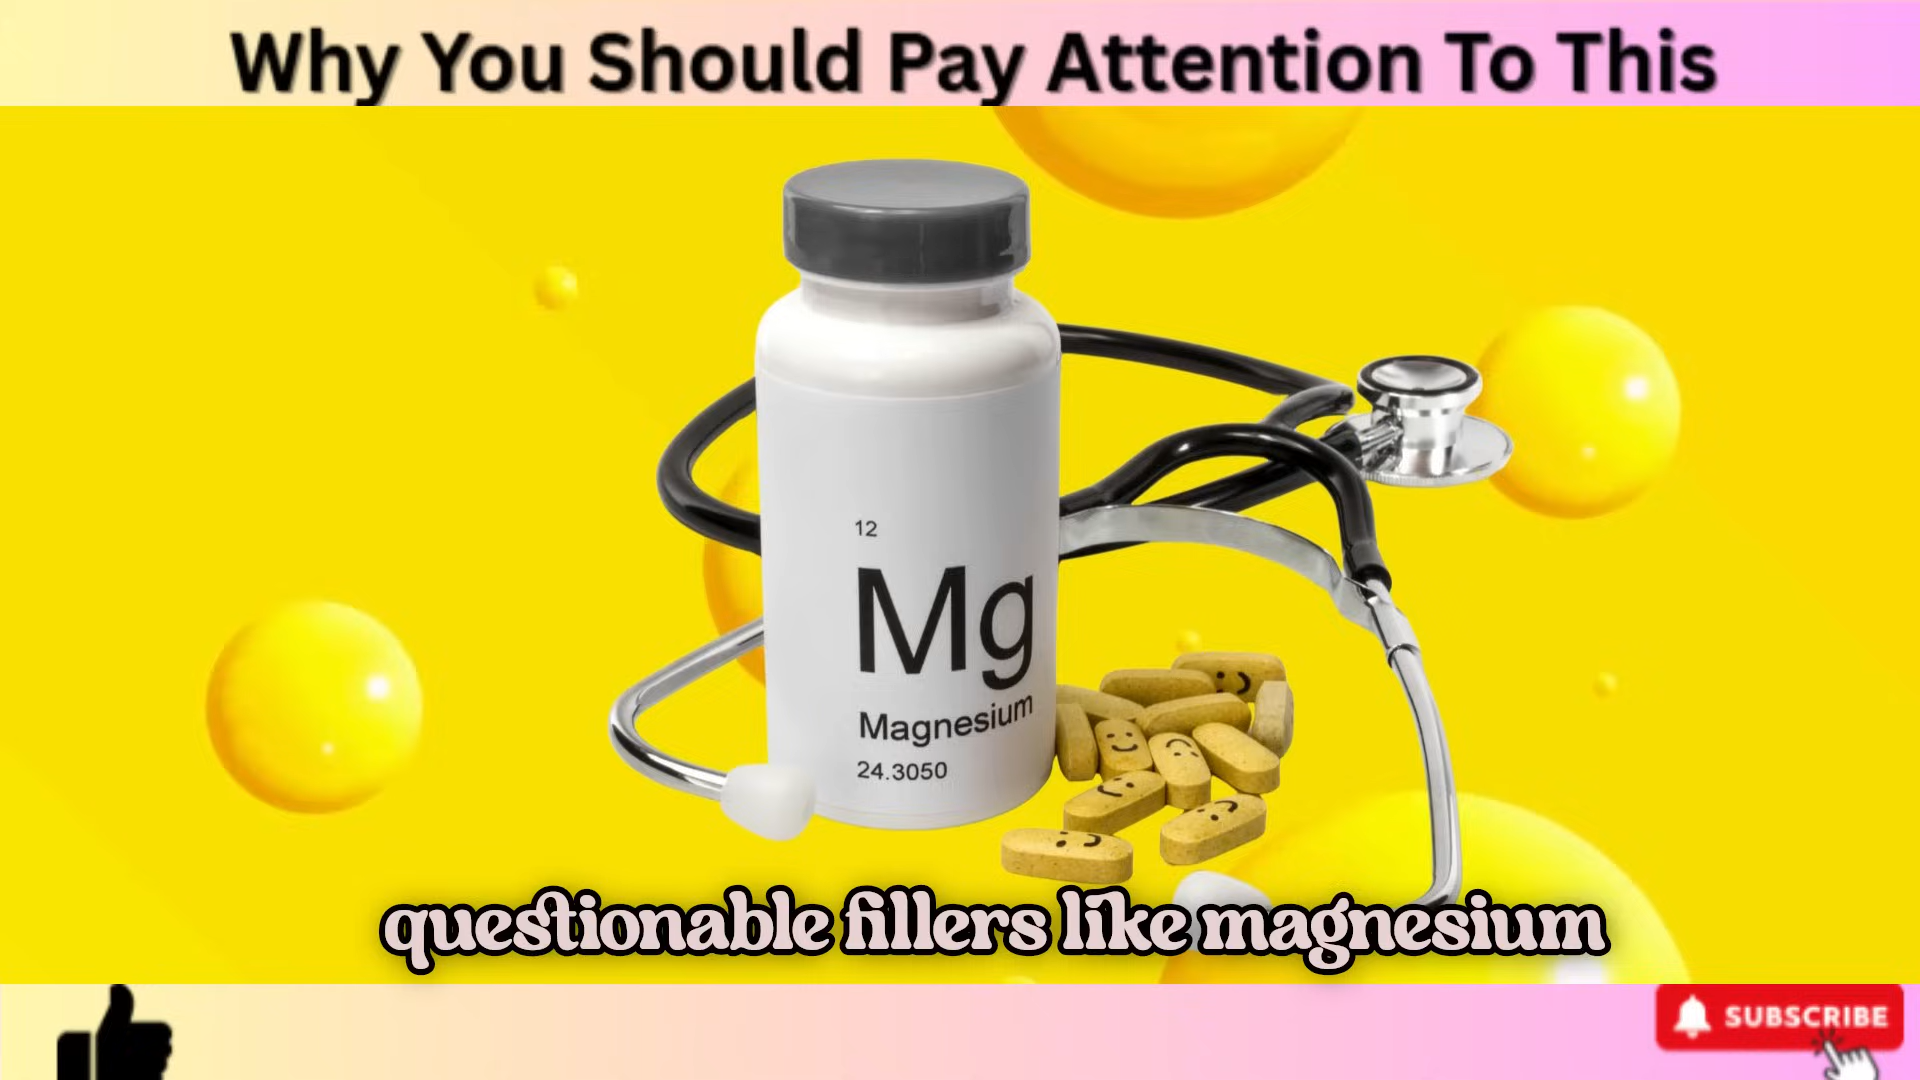 Why You Should Pay Attention To This
12
Mg
Magnesium
24.3050
questionable fillers like magnesium
SUBSCRIBE